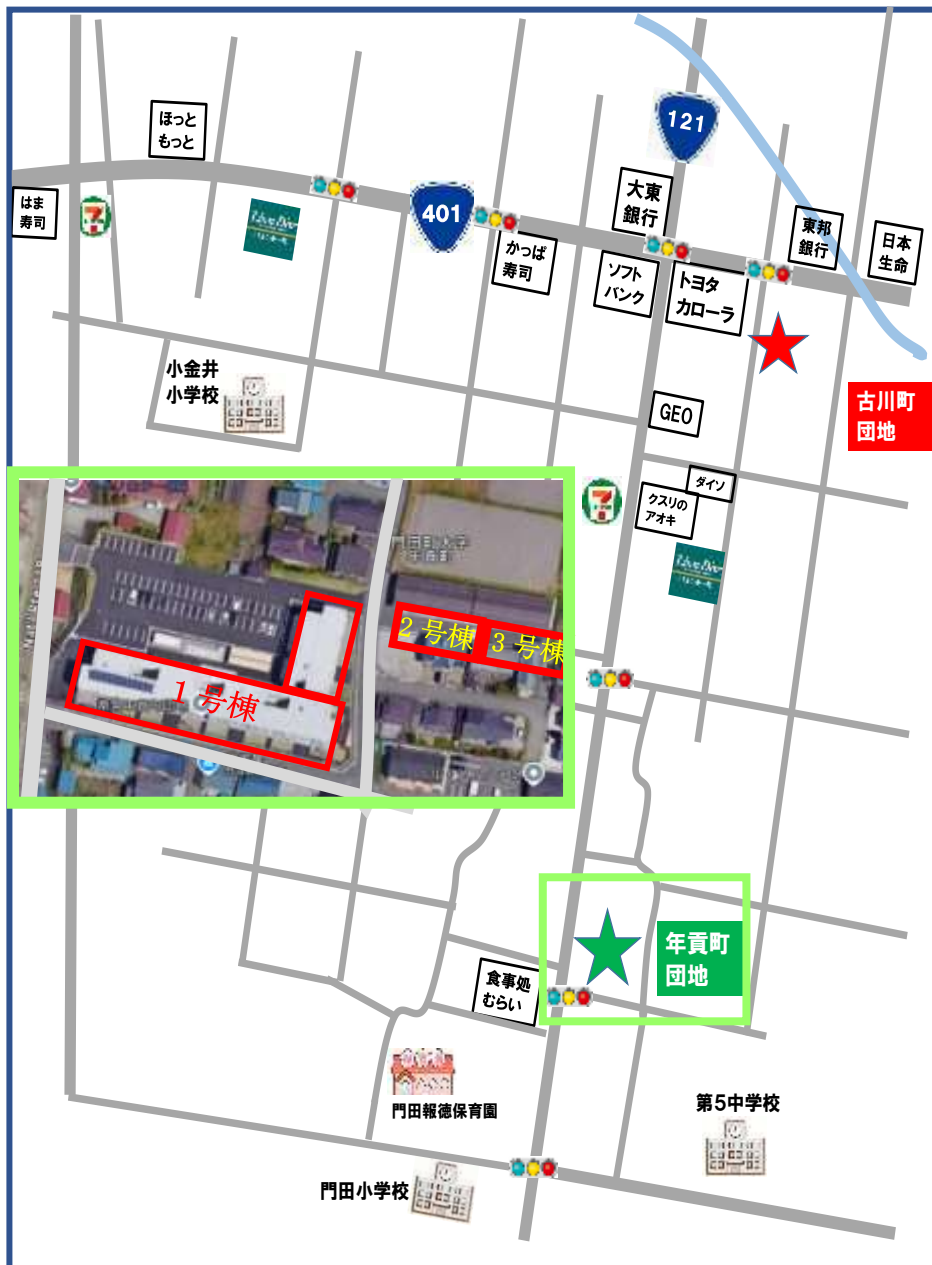 121
ほっと
もっと
はま
寿司
401
大東
銀行
東邦
銀行
日本
生命
かっぱ
寿司
ソフト
バンク
トヨタ
カローラ
小金井
小学校
古川町
団地
GEO
ダイソ
クスリの
アオキ
2号棟
3号棟
1号棟
年貢町
団地
食事処
むらい
門田報徳保育園
第5中学校
門田小学校